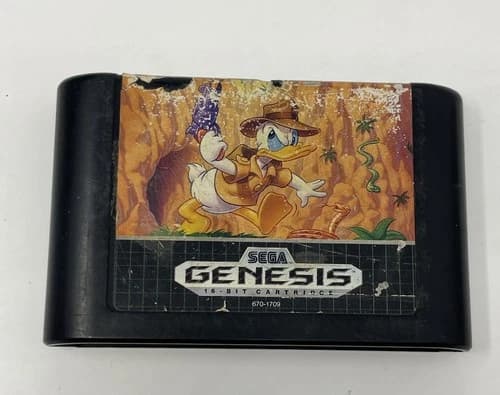 SEGA
GENESIS
16-BIT CARTRIDGE
670-1709